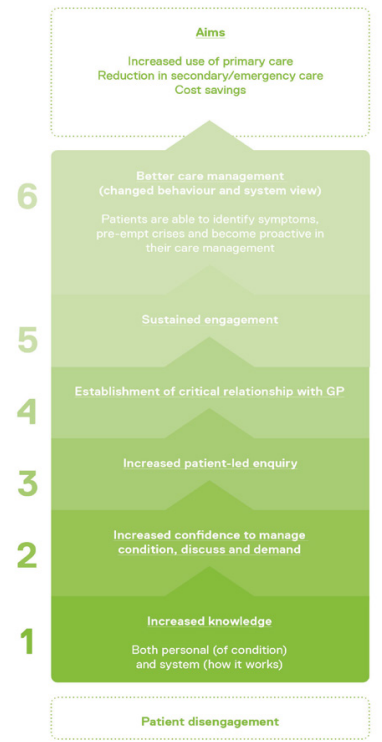 Aims
Increased use of primary care
Reduction in secondary/emergency care
Cost savings
6
Better care management
(changed behaviour and system view)
Patients are able to identify symptoms,
pre-empt crises and become proactive in
their care management
5
Sustained engagement
4
Establishment of critical relationship with GP
3
Increased patient-led enquiry
2
Increased confidence to manage
condition, discuss and demand
1
Increased knowledge
Both personal (of condition)
and system (how it works)
Patient disengagement